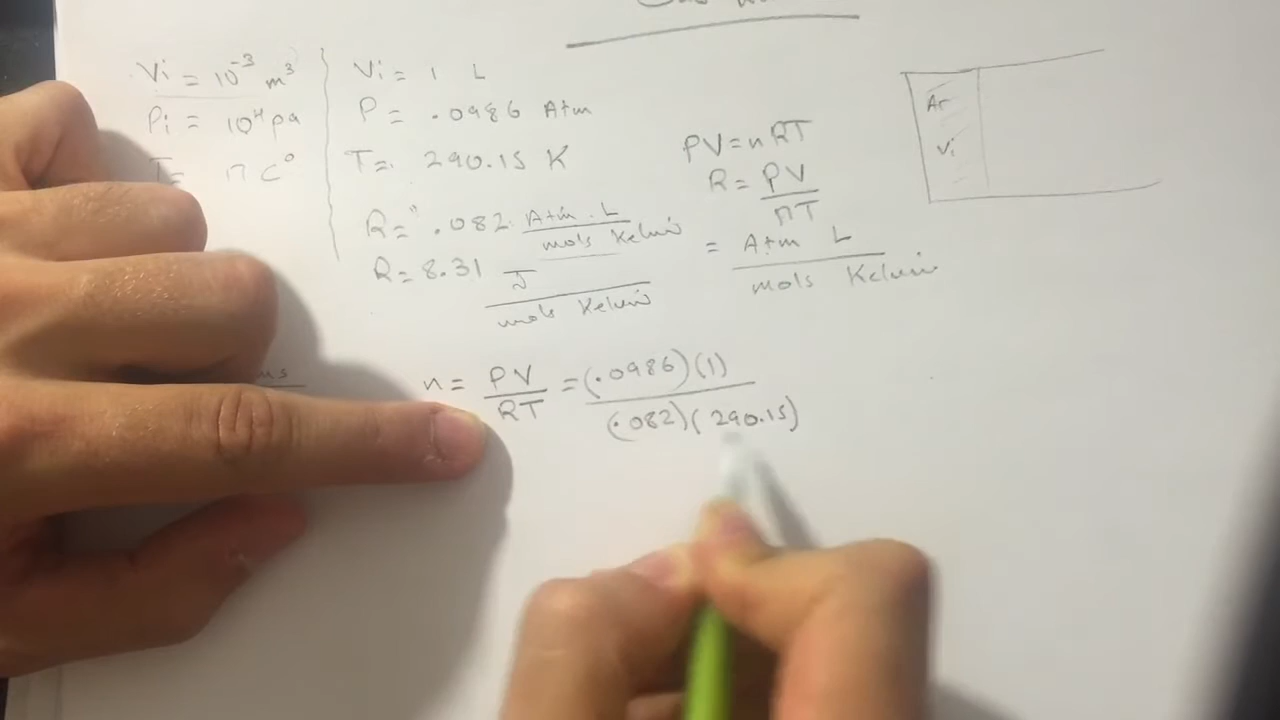 Vi = 10⁻³ m³
Pi = 10⁴ pa
T = 17 C°
Vi = 1 L
P = .0986 Atm
T = 290.15 K
R = .082 Atm . L / mols Kelvin
R = 8.31 J / mols Kelvin
PV = nRT
R = PV / nT
= Atm L / mols Kelvin
Ar
Vi
n = PV / RT = (.0986)(1) / (.082)(290.15)